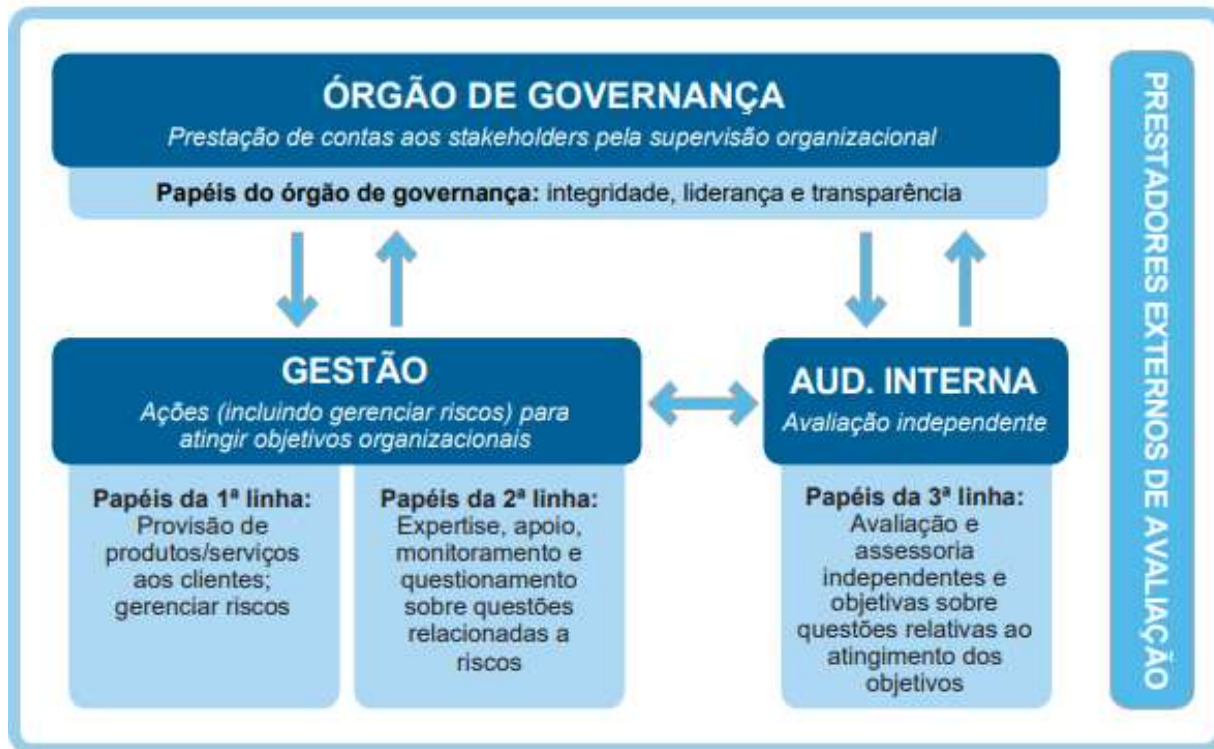 ÓRGÃO DE GOVERNANÇA
Prestação de contas aos stakeholders pela supervisão organizacional
Papéis do órgão de governança: integridade, liderança e transparência
GESTÃO
Ações (incluindo gerenciar riscos) para
atingir objetivos organizacionais
Papéis da 1ª linha:
Provisão de
produtos/serviços
aos clientes;
gerenciar riscos
Papéis da 2ª linha:
Expertise, apoio,
monitoramento e
questionamento
sobre questões
relacionadas a
riscos
AUD. INTERNA
Avaliação independente
Papéis da 3ª linha:
Avaliação e
assessoria
independentes e
objetivas sobre
questões relativas ao
atingimento dos
objetivos
PRESTADORES EXTERNOS DE AVALIAÇÃO